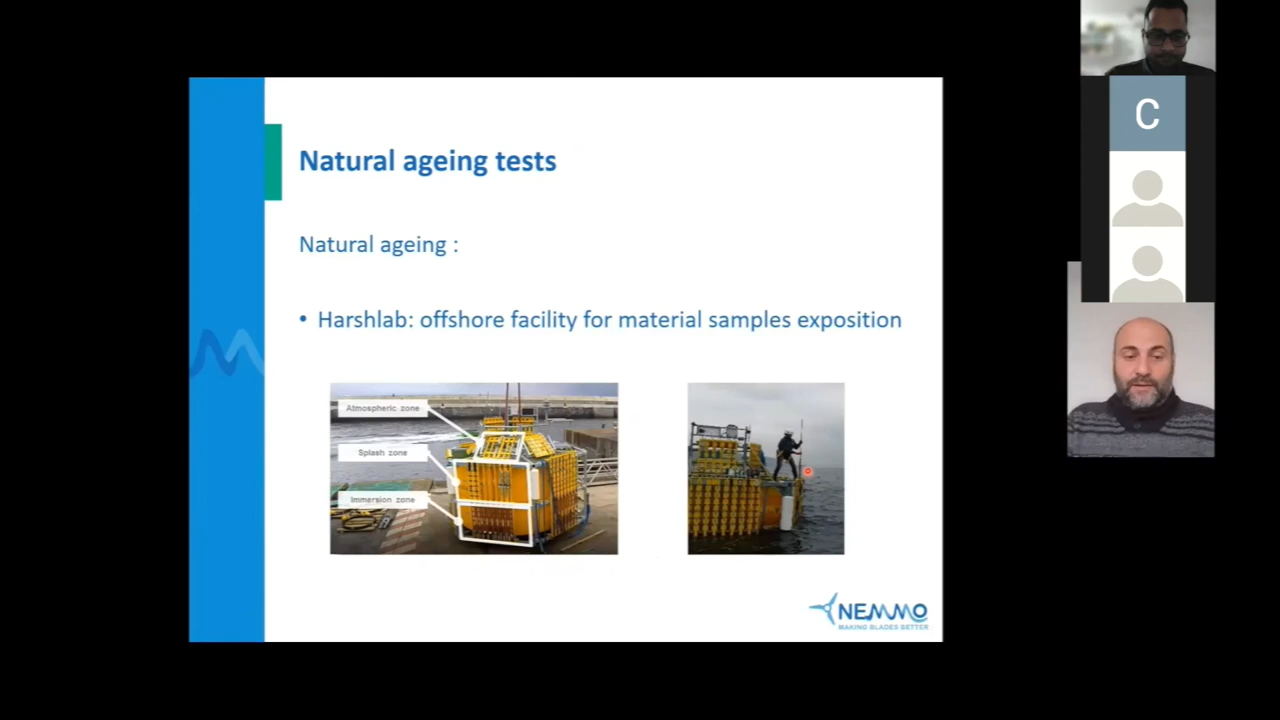 Natural ageing tests
Natural ageing :
• Harshlab: offshore facility for material samples exposition
Atmospheric zone
Splash zone
Immersion zone
NEMMO
MAKING BLADES BETTER
C